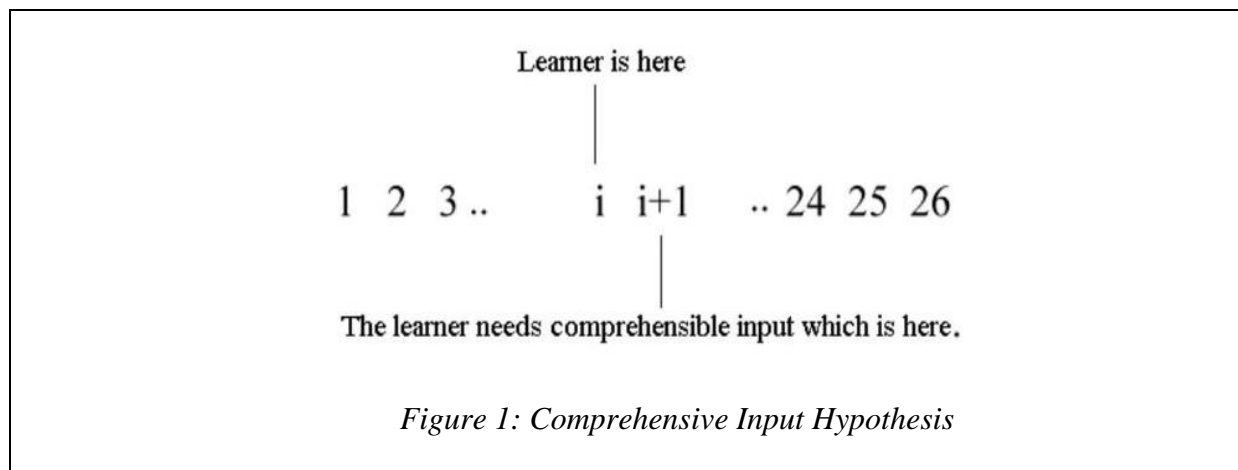 Learner is here
1 2 3.. i i+1 .. 24 25 26
The learner needs comprehensible input which is here.
Figure 1: Comprehensive Input Hypothesis